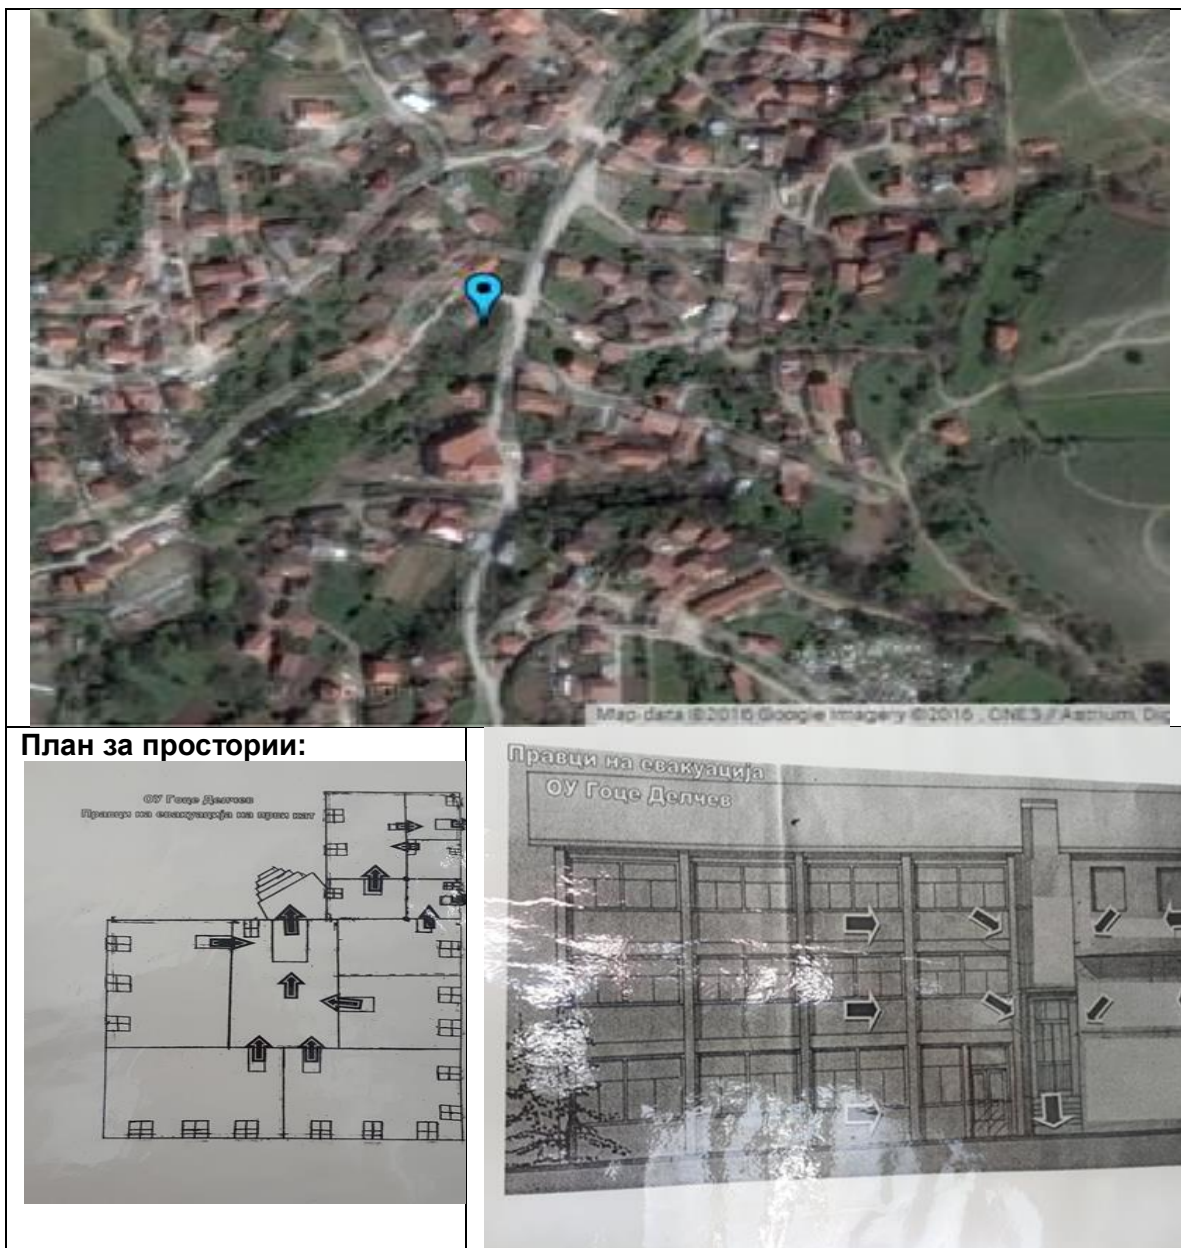 Map data ©2016 Google Imagery ©2016 , CNES / Astrium, Dig
План за простории:
ОУ Гоце Делчев
Правци на евакуација на први кат
Правци на евакуација
ОУ Гоце Делчев